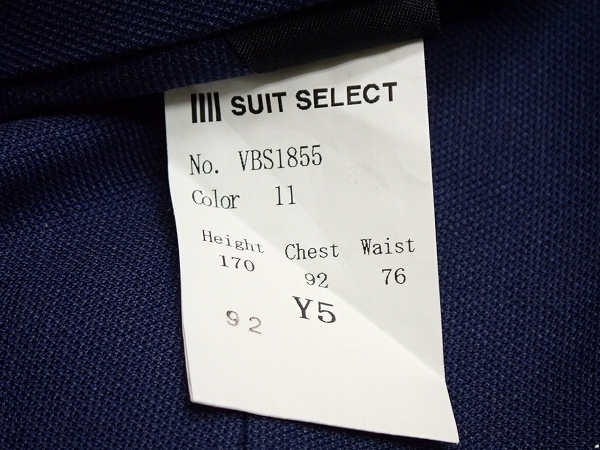 SUIT SELECT
No. VBS1855
Color 11
Height Chest Waist
170 92 76
Y5
92